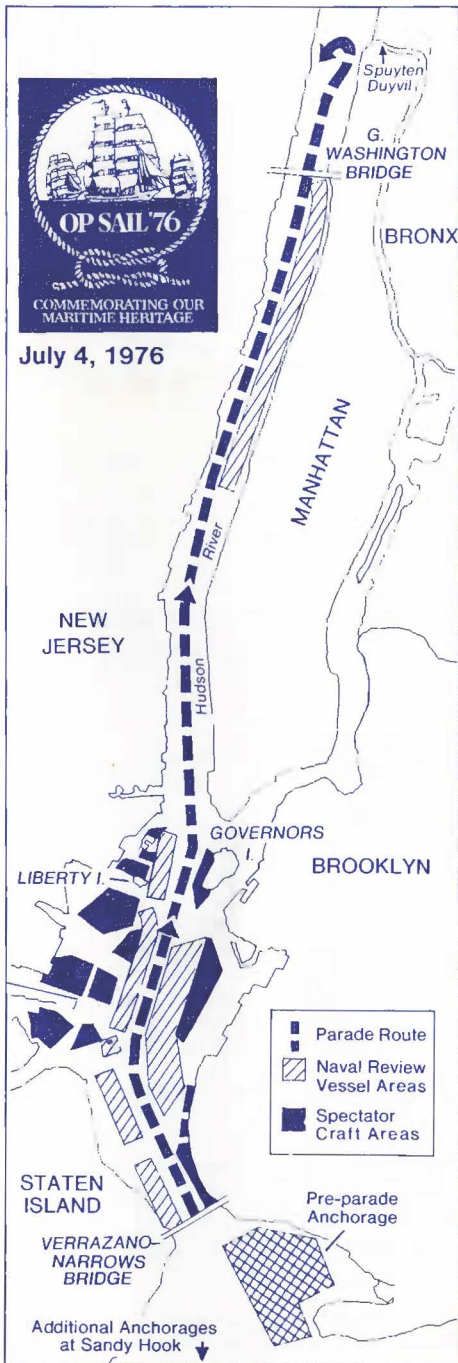 OP SAIL '76
COMMEMORATING OUR
MARITIME HERITAGE
July 4, 1976
Spuyten
Duyvil
G.
WASHINGTON
BRIDGE
BRONX
MANHATTAN
River
NEW
JERSEY
Hudson
GOVERNORS
I.
LIBERTY I.
BROOKLYN
Parade Route
Naval Review
Vessel Areas
Spectator
Craft Areas
STATEN
ISLAND
Pre-parade
Anchorage
VERRAZANO-
NARROWS
BRIDGE
Additional Anchorages
at Sandy Hook